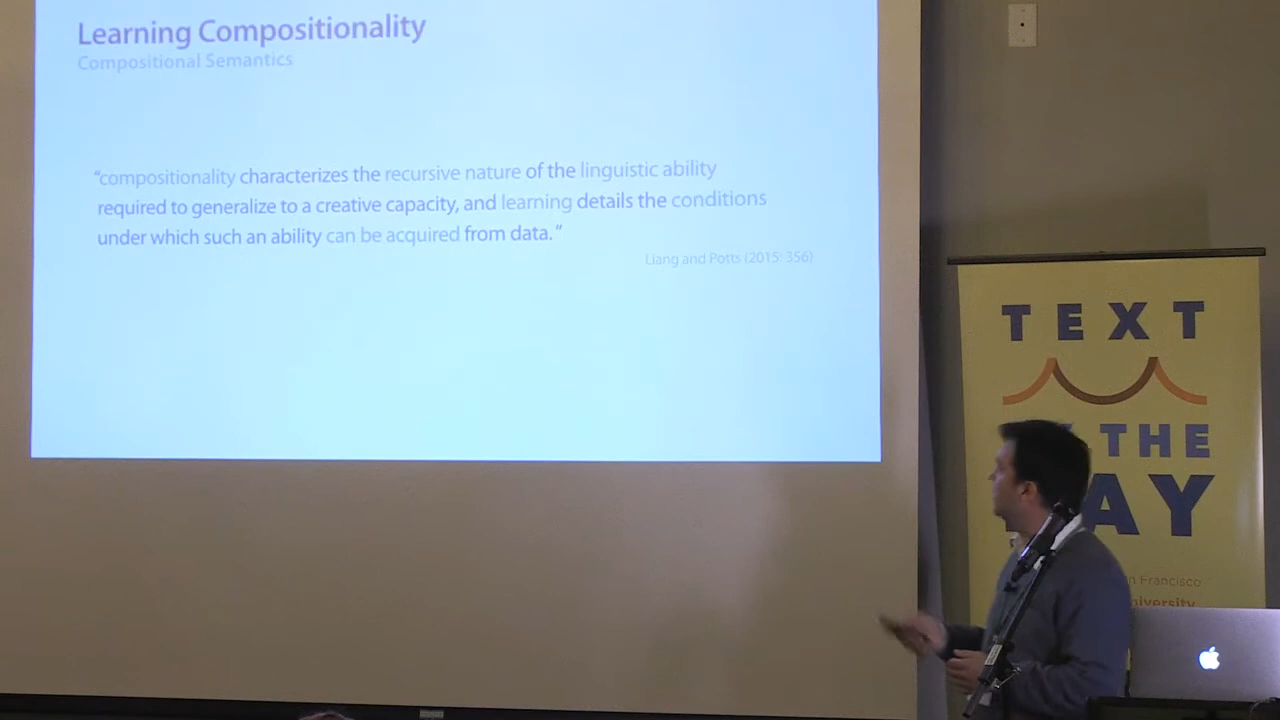 Learning Compositionality
Compositional Semantics
“compositionality characterizes the recursive nature of the linguistic ability
required to generalize to a creative capacity, and learning details the conditions
under which such an ability can be acquired from data.”
Liang and Potts (2015: 356)
TEXT
THE
AY
n Francisco
iversity